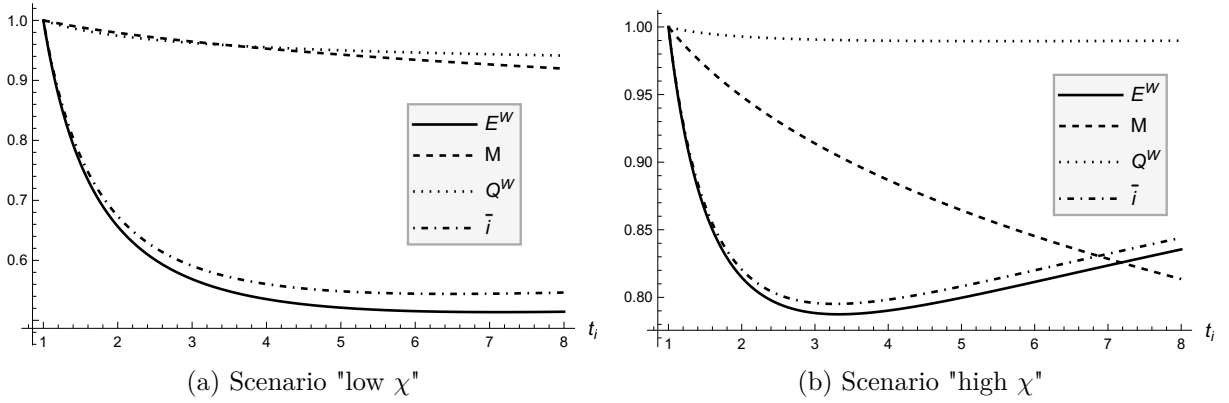 1.0
0.9
0.8
0.7
0.6
1 2 3 4 5 6 7 8
t_i
E^W
M
Q^W
ī
(a) Scenario "low χ"
1.00
0.95
0.90
0.85
0.80
1 2 3 4 5 6 7 8
t_i
E^W
M
Q^W
ī
(b) Scenario "high χ"